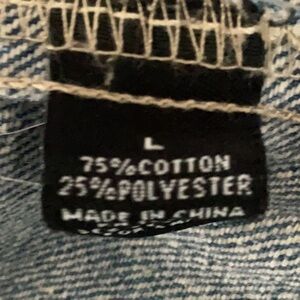 L
75%COTTON
25%POLYESTER
MADE IN CHINA